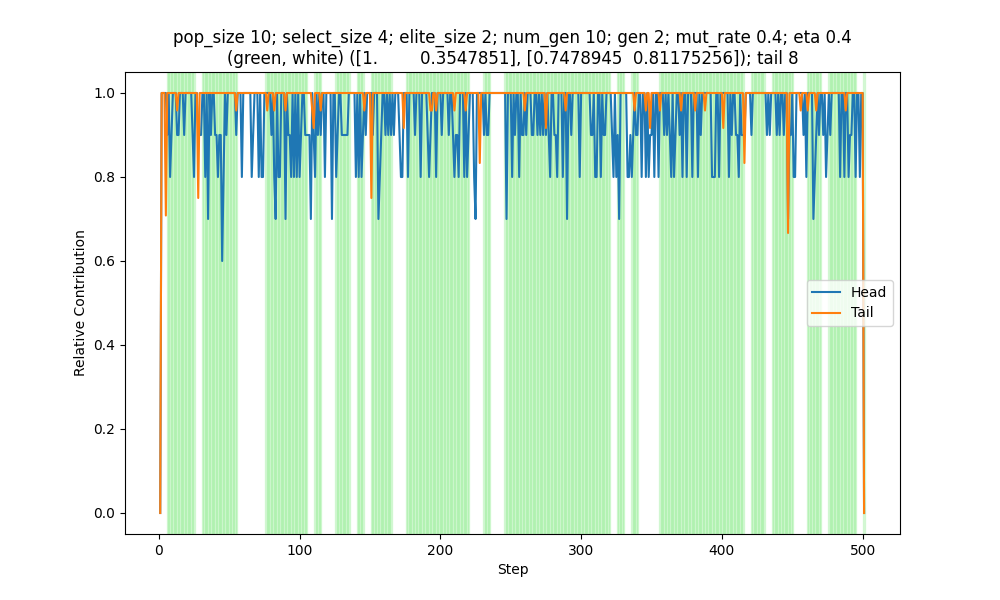 pop_size 10; select_size 4; elite_size 2; num_gen 10; gen 2; mut_rate 0.4; eta 0.4
(green, white) ([1.         0.3547851], [0.7478945  0.81175256]); tail 8
1.0
0.8
0.6
0.4
0.2
0.0
Relative Contribution
Head
Tail
0
100
200
300
400
500
Step